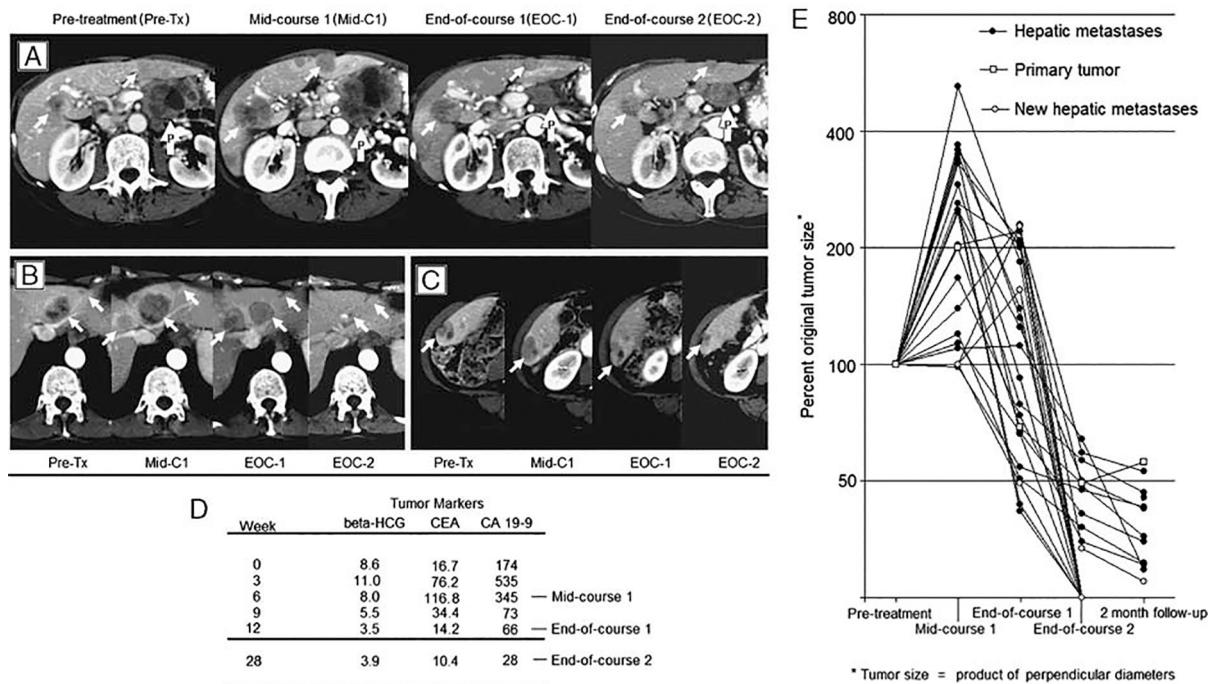 Pre-treatment (Pre-Tx) Mid-course 1 (Mid-C1) End-of-course 1 (EOC-1) End-of-course 2 (EOC-2)
A
P P P P
B
C
Pre-Tx Mid-C1 EOC-1 EOC-2 Pre-Tx Mid-C1 EOC-1 EOC-2
D
Tumor Markers
Week beta-HCG CEA CA 19-9
0 8.6 16.7 174
3 11.0 76.2 535
6 8.0 116.8 345 Mid-course 1
9 5.5 34.4 73
12 3.5 14.2 66 End-of-course 1
28 3.9 10.4 28 End-of-course 2
E
800
400
200
100
50
Percent original tumor size*
Hepatic metastases
Primary tumor
New hepatic metastases
Pre-treatment End-of-course 1 2 month follow-up
Mid-course 1 End-of-course 2
* Tumor size = product of perpendicular diameters